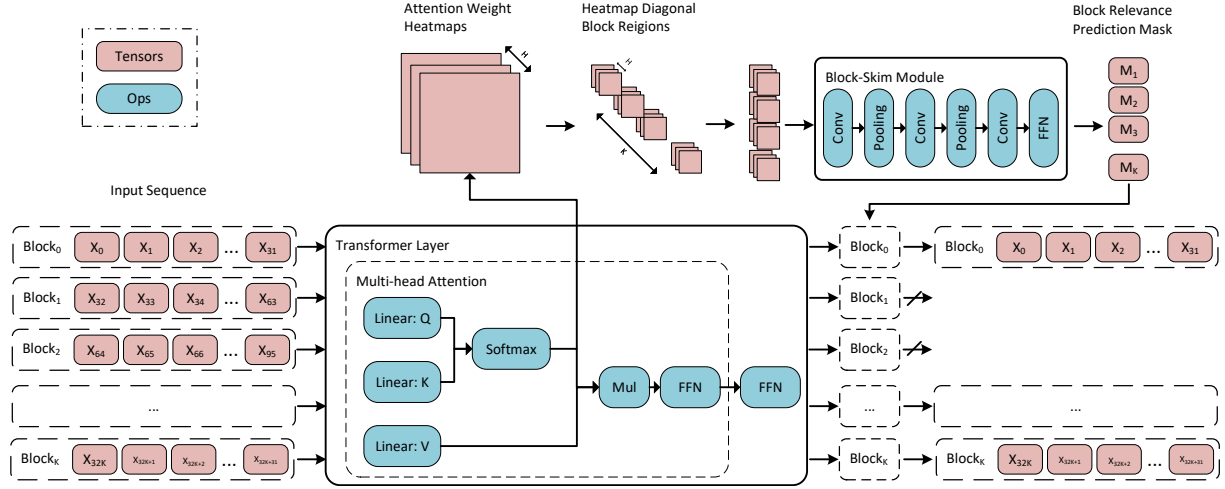 Tensors
Ops
Attention Weight
Heatmaps
H
Heatmap Diagonal
Block Reigions
H
K
Block-Skim Module
Conv
Pooling
Conv
Pooling
Conv
FFN
Block Relevance
Prediction Mask
M1
M2
M3
MK
Input Sequence
Block0 X0 X1 X2 ... X31
Block1 X32 X33 X34 ... X63
Block2 X64 X65 X66 ... X95
...
BlockK X32K X32K+1 X32K+2 ... X32K+31
Transformer Layer
Multi-head Attention
Linear: Q
Linear: K
Linear: V
Softmax
Mul
FFN
FFN
Block0
Block1
Block2
...
BlockK
Block0 X0 X1 X2 ... X31
...
BlockK X32K X32K+1 X32K+2 ... X32K+31